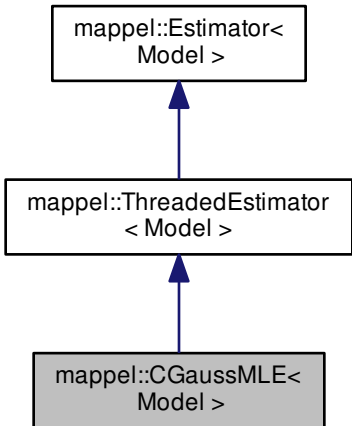 mappel::Estimator<
Model >
mappel::ThreadedEstimator
< Model >
mappel::CGaussMLE<
Model >